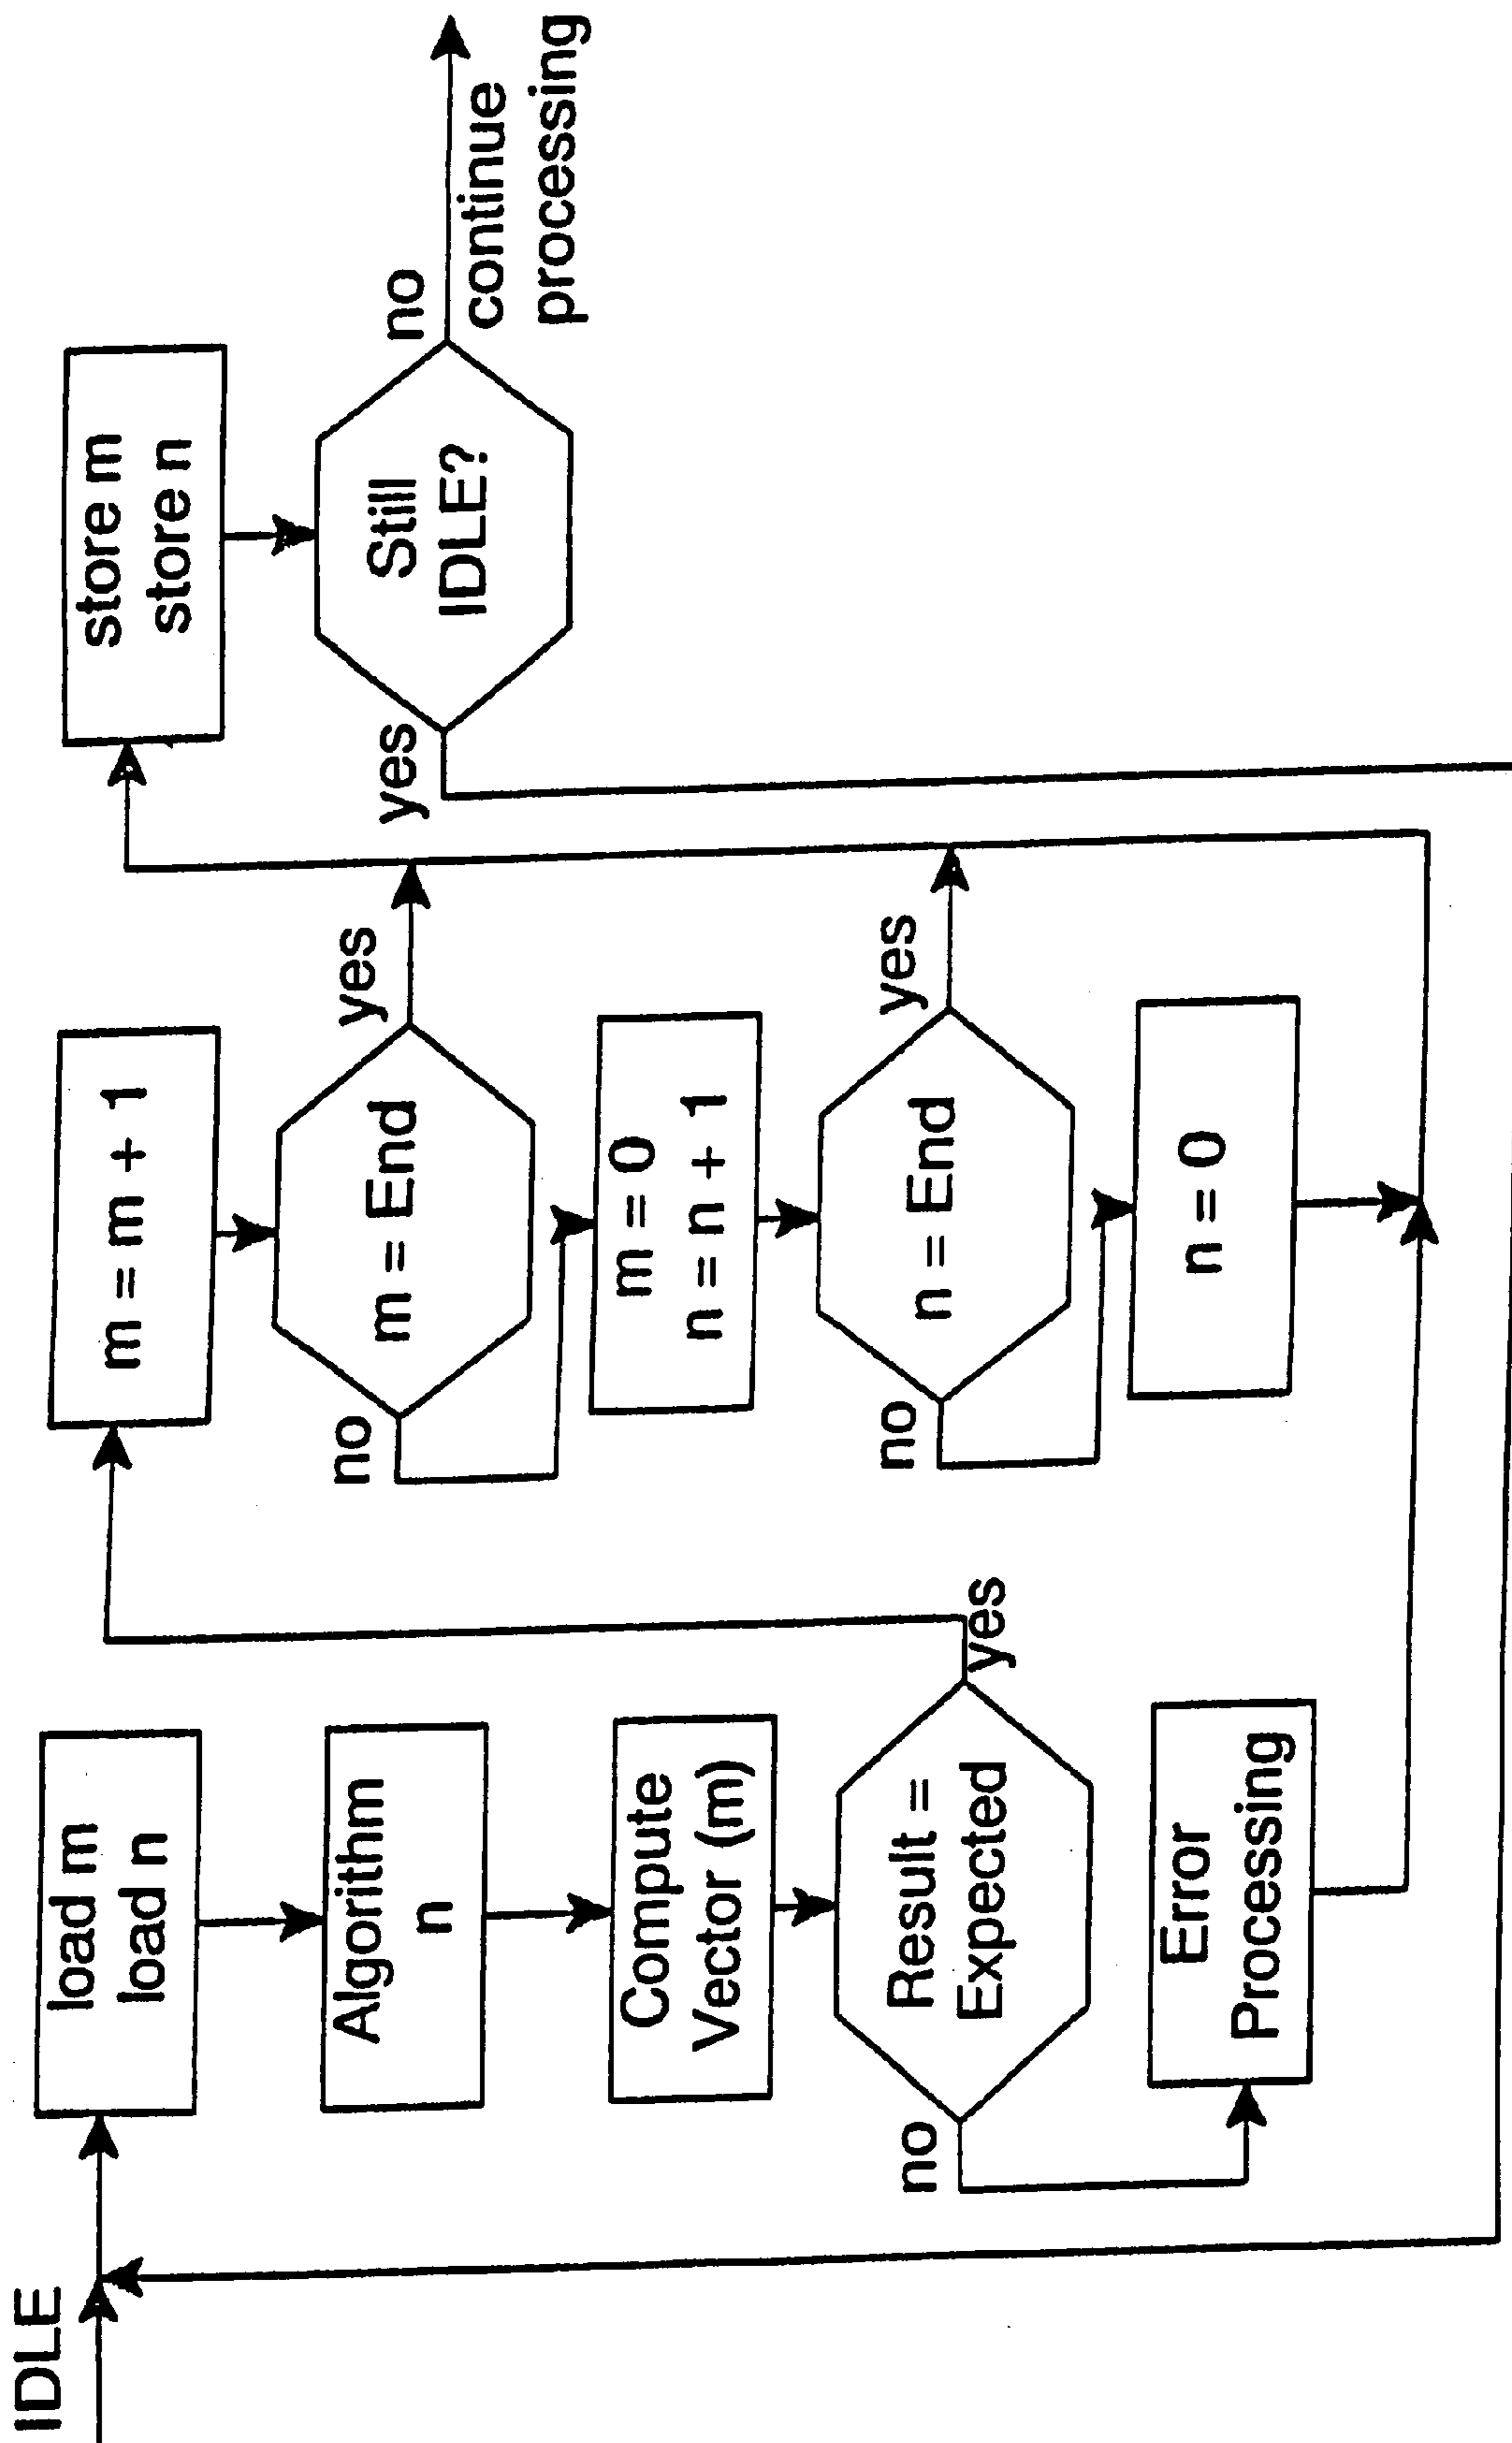 IDLE
load m
load n
Algorithm
n
Compute
Vector (m)
Result =
Expected
no
yes
Error
Processing
m = m + 1
m = End
no
yes
m = 0
n = n + 1
n = End
no
yes
n = 0
store m
store n
Still
IDLE?
yes
no
continue
processing